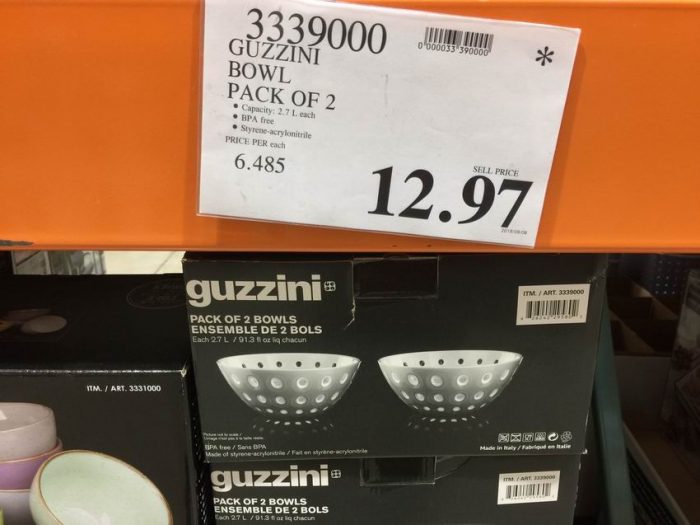 3339000
0 000033 390000
*
GUZZINI
BOWL
PACK OF 2
• Capacity: 2.7 L each
• BPA free
• Styrene-acrylonitrile
PRICE PER each
6.485
SELL PRICE
12.97
guzzini
PACK OF 2 BOWLS
ENSEMBLE DE 2 BOLS
Each 2.7 L / 91.3 fl oz liq chacun
ITM. / ART. 3339000
BPA free / Sans BPA
Made of styrene-acrylonitrile / Fait en styrène-acrylonitrile
Made in Italy / Fabriqué en Italie
ITM. / ART. 3331000
guzzini
PACK OF 2 BOWLS
ENSEMBLE DE 2 BOLS
Each 2.7 L / 91.3 fl oz liq chacun
ITM. / ART. 3339000